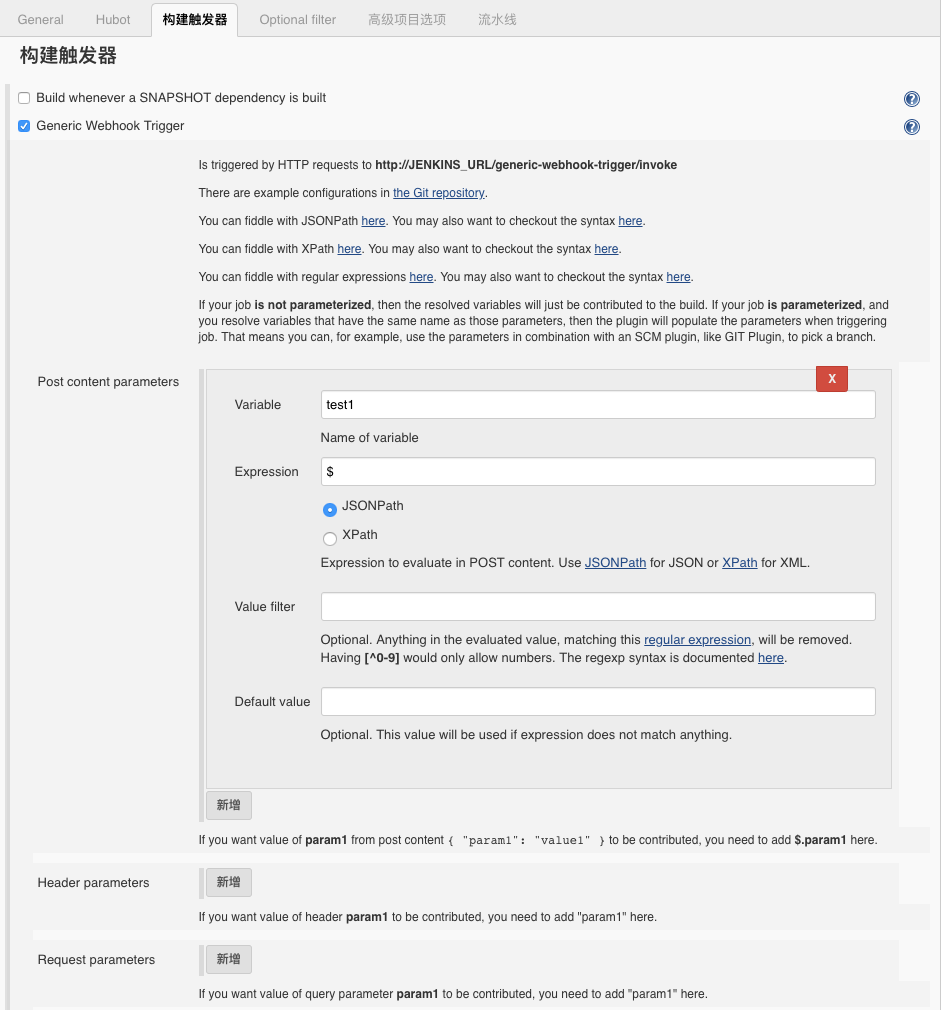 General Hubot 构建触发器 Optional filter 高级项目选项 流水线
构建触发器
Build whenever a SNAPSHOT dependency is built
Generic Webhook Trigger
Is triggered by HTTP requests to http://JENKINS_URL/generic-webhook-trigger/invoke
There are example configurations in the Git repository.
You can fiddle with JSONPath here. You may also want to checkout the syntax here.
You can fiddle with XPath here. You may also want to checkout the syntax here.
You can fiddle with regular expressions here. You may also want to checkout the syntax here.
If your job is not parameterized, then the resolved variables will just be contributed to the build. If your job is parameterized, and
you resolve variables that have the same name as those parameters, then the plugin will populate the parameters when triggering
job. That means you can, for example, use the parameters in combination with an SCM plugin, like GIT Plugin, to pick a branch.
Post content parameters
X
Variable test1
Name of variable
Expression $
JSONPath
XPath
Expression to evaluate in POST content. Use JSONPath for JSON or XPath for XML.
Value filter
Optional. Anything in the evaluated value, matching this regular expression, will be removed.
Having [^0-9] would only allow numbers. The regexp syntax is documented here.
Default value
Optional. This value will be used if expression does not match anything.
新增
If you want value of param1 from post content { "param1": "value1" } to be contributed, you need to add $.param1 here.
Header parameters 新增
If you want value of header param1 to be contributed, you need to add "param1" here.
Request parameters 新增
If you want value of query parameter param1 to be contributed, you need to add "param1" here.